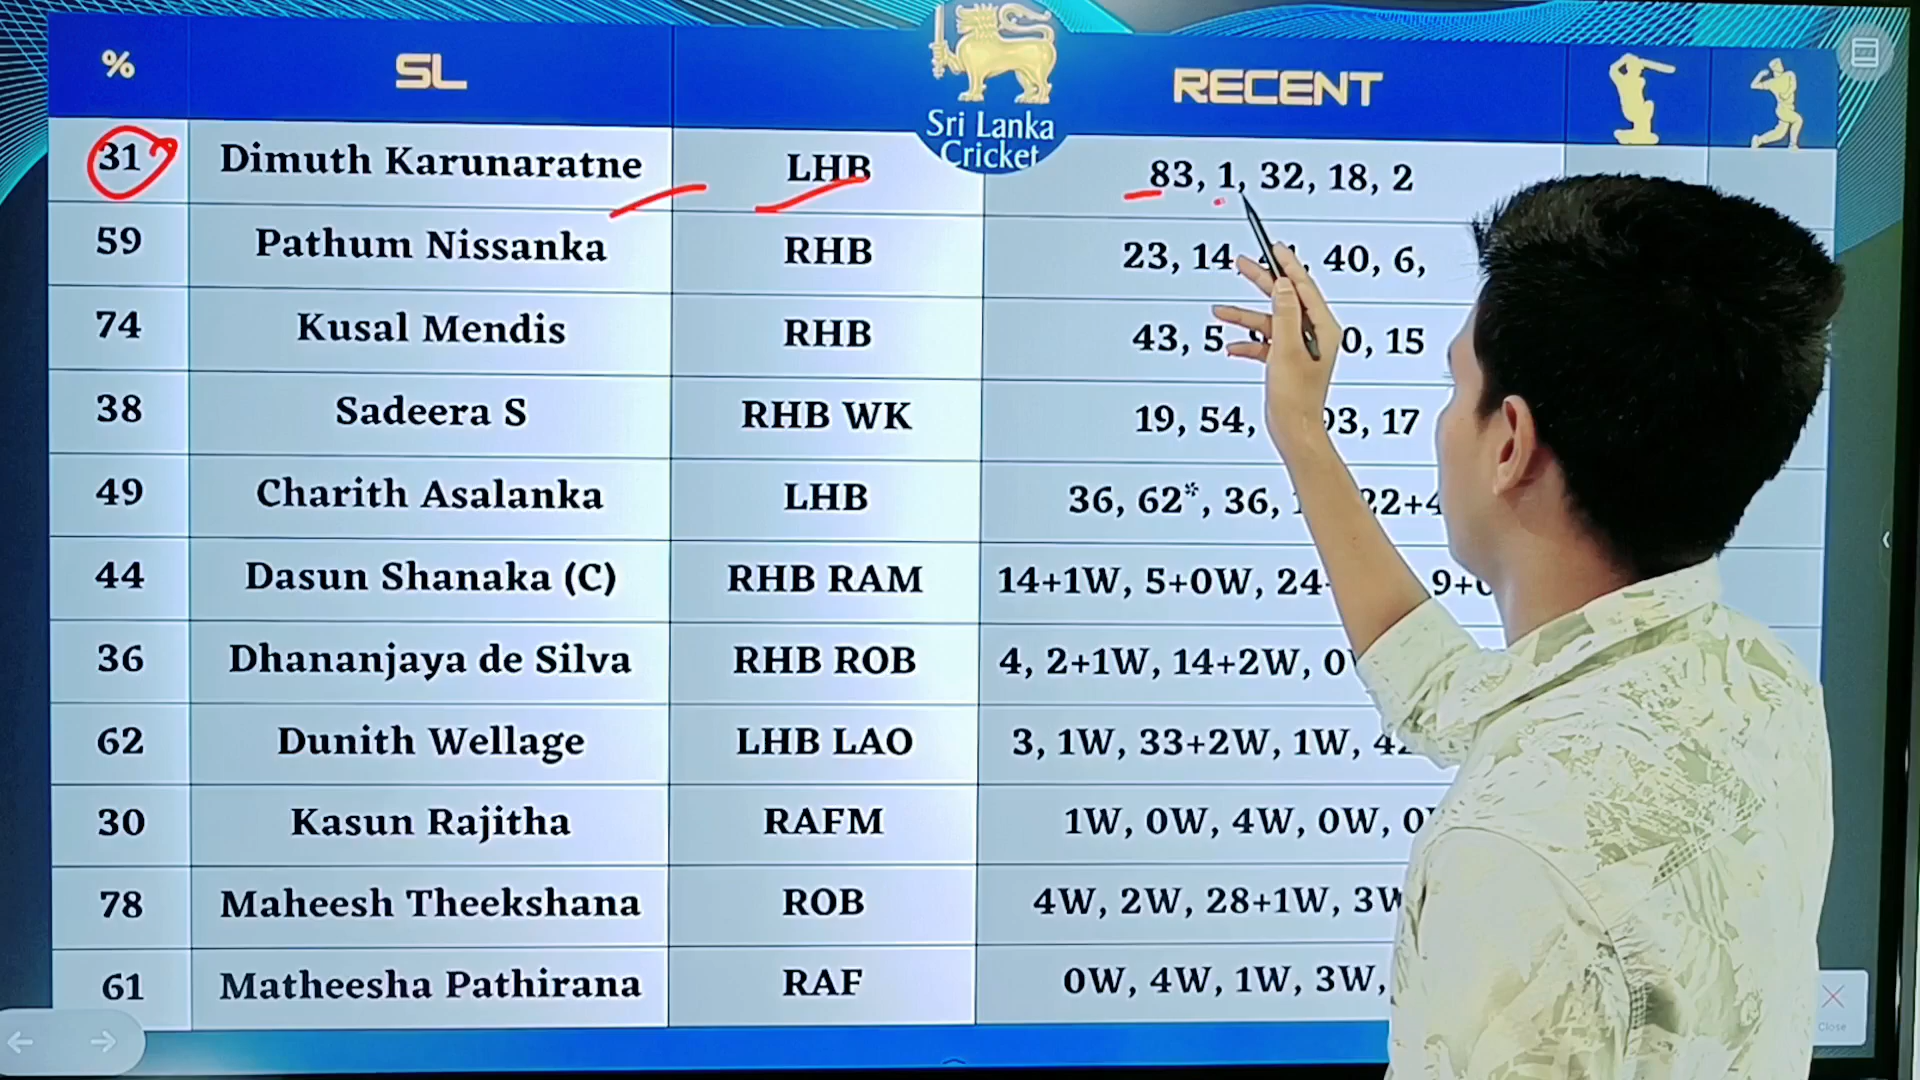 % SL Sri Lanka Cricket RECENT
31 Dimuth Karunaratne LHB 83, 1, 32, 18, 2
59 Pathum Nissanka RHB 23, 14, 40, 6,
74 Kusal Mendis RHB 43, 5, 15
38 Sadeera S RHB WK 19, 54, 17
49 Charith Asalanka LHB 36, 62*, 36,
44 Dasun Shanaka (C) RHB RAM 14+1W, 5+0W,
36 Dhananjaya de Silva RHB ROB 4, 2+1W, 14+2W,
62 Dunith Wellage LHB LAO 3, 1W, 33+2W, 1W,
30 Kasun Rajitha RAFM 1W, 0W, 4W, 0W,
78 Maheesh Theekshana ROB 4W, 2W, 28+1W,
61 Matheesha Pathirana RAF 0W, 4W, 1W, 3W,
Close